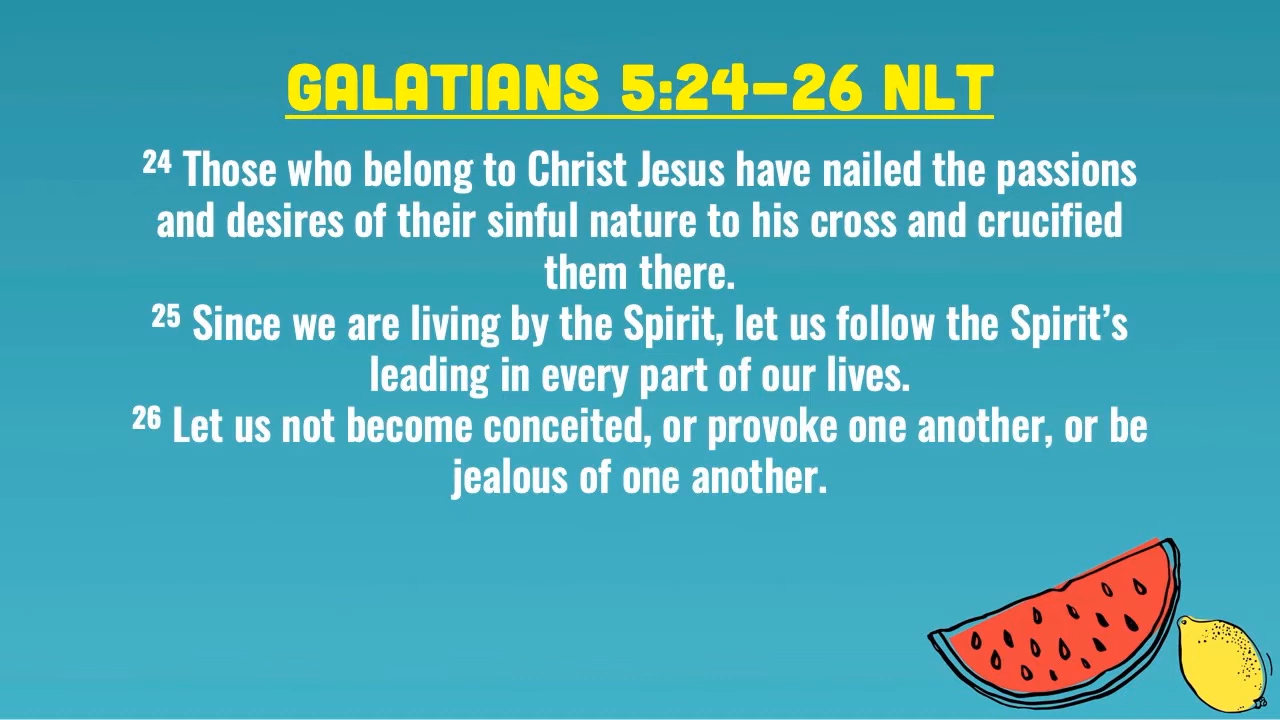 GALATIANS 5:24–26 NLT
24 Those who belong to Christ Jesus have nailed the passions
and desires of their sinful nature to his cross and crucified
them there.
25 Since we are living by the Spirit, let us follow the Spirit’s
leading in every part of our lives.
26 Let us not become conceited, or provoke one another, or be
jealous of one another.